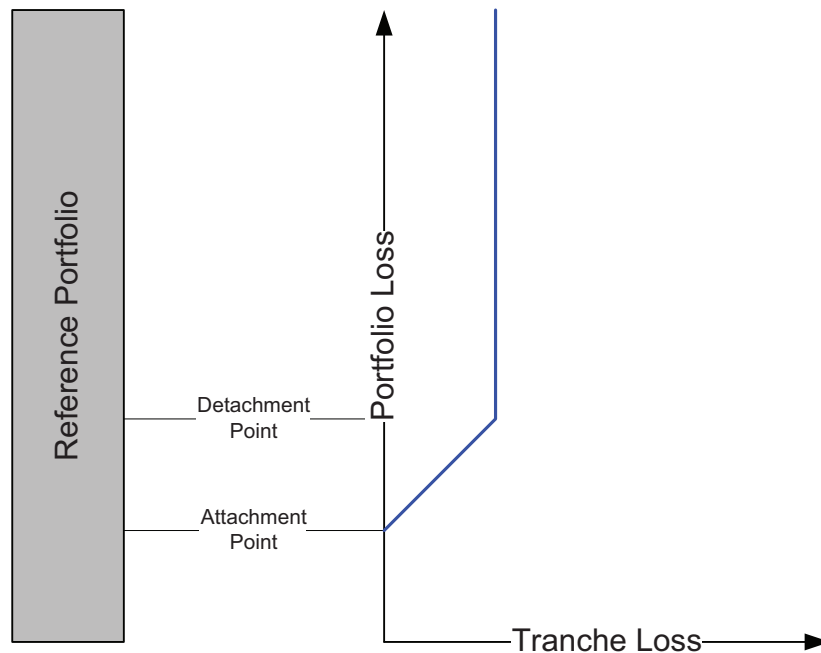 Reference Portfolio
Portfolio Loss
Detachment
Point
Attachment
Point
Tranche Loss